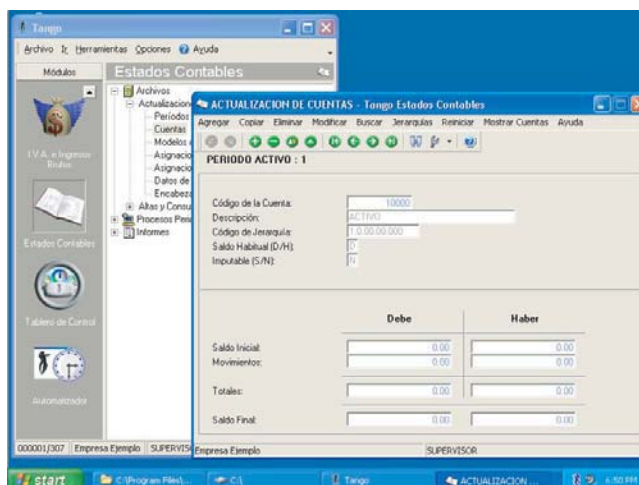 Tango
Archivo Ir Herramientas Opciones Ayuda
Módulos
Estados Contables
I.V.A. e Ingresos Brutos
Estados Contables
Tablero de Control
Automatizador
Archivos
Actualizacione
Períodos
Cuentas
Modelos
Asignacio
Asignacio
Datos de
Encabeza
Altas y Consu
Procesos Peri
Informes
000001/307 Empresa Ejemplo SUPERVIS
ACTUALIZACION DE CUENTAS - Tango Estados Contables
Agregar Copiar Eliminar Modificar Buscar Jerarquías Reiniciar Mostrar Cuentas Ayuda
PERIODO ACTIVO : 1
Código de la Cuenta: 10000
Descripción: ACTIVO
Código de Jerarquía: 1.0.00.00.000
Saldo Habitual (D/H): D
Imputable (S/N): N
Debe Haber
Saldo Inicial: 0.00 0.00
Movimientos: 0.00 0.00
Totales: 0.00 0.00
Saldo Final: 0.00 0.00
Empresa Ejemplo SUPERVISOR
start C:\Program Files\... C:\ Tango ACTUALIZACION ... 6:50 PM